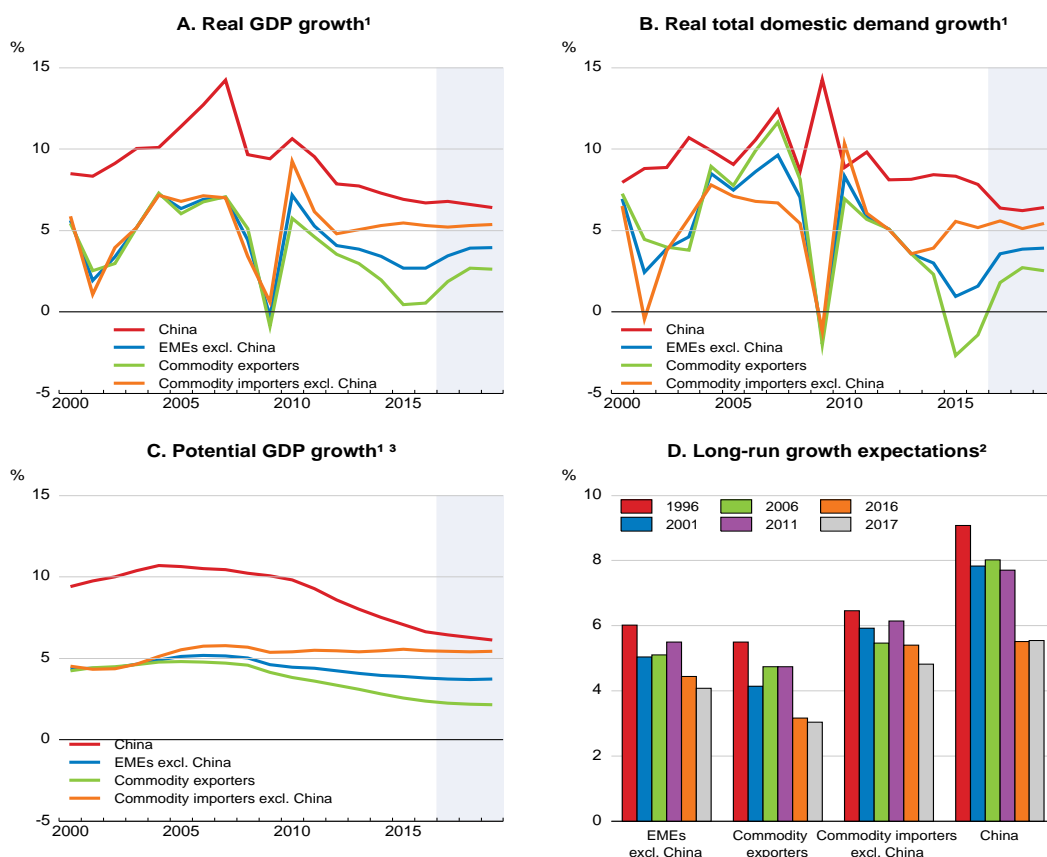 A. Real GDP growth¹
%
15
10
5
0
-5
China
EMEs excl. China
Commodity exporters
Commodity importers excl. China
2000 2005 2010 2015
B. Real total domestic demand growth¹
%
15
10
5
0
-5
China
EMEs excl. China
Commodity exporters
Commodity importers excl. China
2000 2005 2010 2015
C. Potential GDP growth¹ ³
%
15
10
5
0
-5
China
EMEs excl. China
Commodity exporters
Commodity importers excl. China
2000 2005 2010 2015
D. Long-run growth expectations²
%
10
8
6
4
2
0
1996 2006 2016
2001 2011 2017
EMEs Commodity Commodity importers China
excl. China exporters excl. China